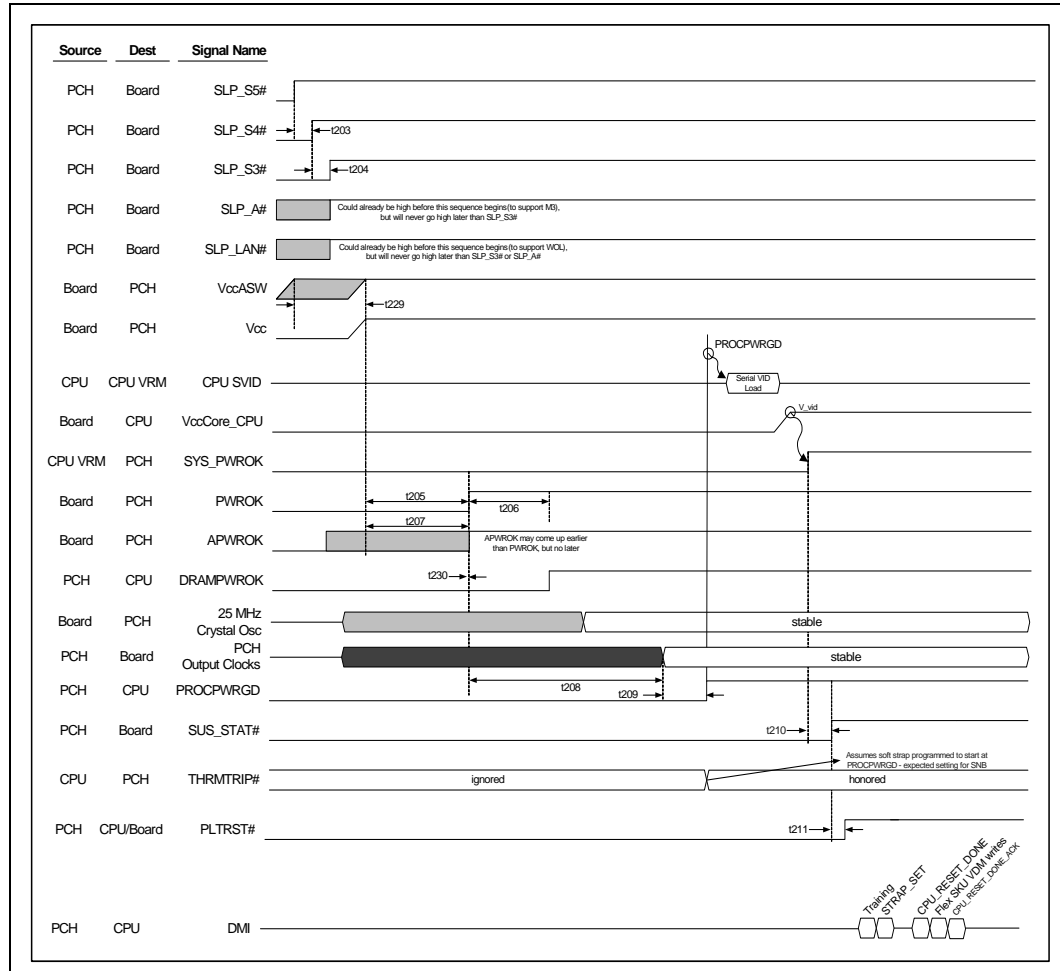 Source Dest Signal Name
PCH Board SLP_S5#
PCH Board SLP_S4#
t203
PCH Board SLP_S3#
t204
PCH Board SLP_A#
Could already be high before this sequence begins (to support M3),
but will never go high later than SLP_S3#
PCH Board SLP_LAN#
Could already be high before this sequence begins (to support WOL),
but will never go high later than SLP_S3# or SLP_A#
Board PCH VccASW
t229
Board PCH Vcc
PROCPWRGD
CPU CPU VRM CPU SVID
Serial VID
Load
Board CPU VccCore_CPU
V_vid
CPU VRM PCH SYS_PWROK
Board PCH PWROK
t205
t206
t207
Board PCH APWROK
APWROK may come up earlier
than PWROK, but no later
PCH CPU DRAMPWROK
t230
Board PCH 25 MHz
Crystal Osc
stable
PCH Board PCH
Output Clocks
stable
t208
PCH CPU PROCPWRGD
t209
PCH Board SUS_STAT#
t210
Assumes soft strap programmed to start at
PROCPWRGD - expected setting for SNB
CPU PCH THRMTRIP#
ignored
honored
PCH CPU/Board PLTRST#
t211
Training
STRAP_SET
CPU_RESET_DONE
Flex SKU VDM writes
CPU_RESET_DONE_ACK
PCH CPU DMI